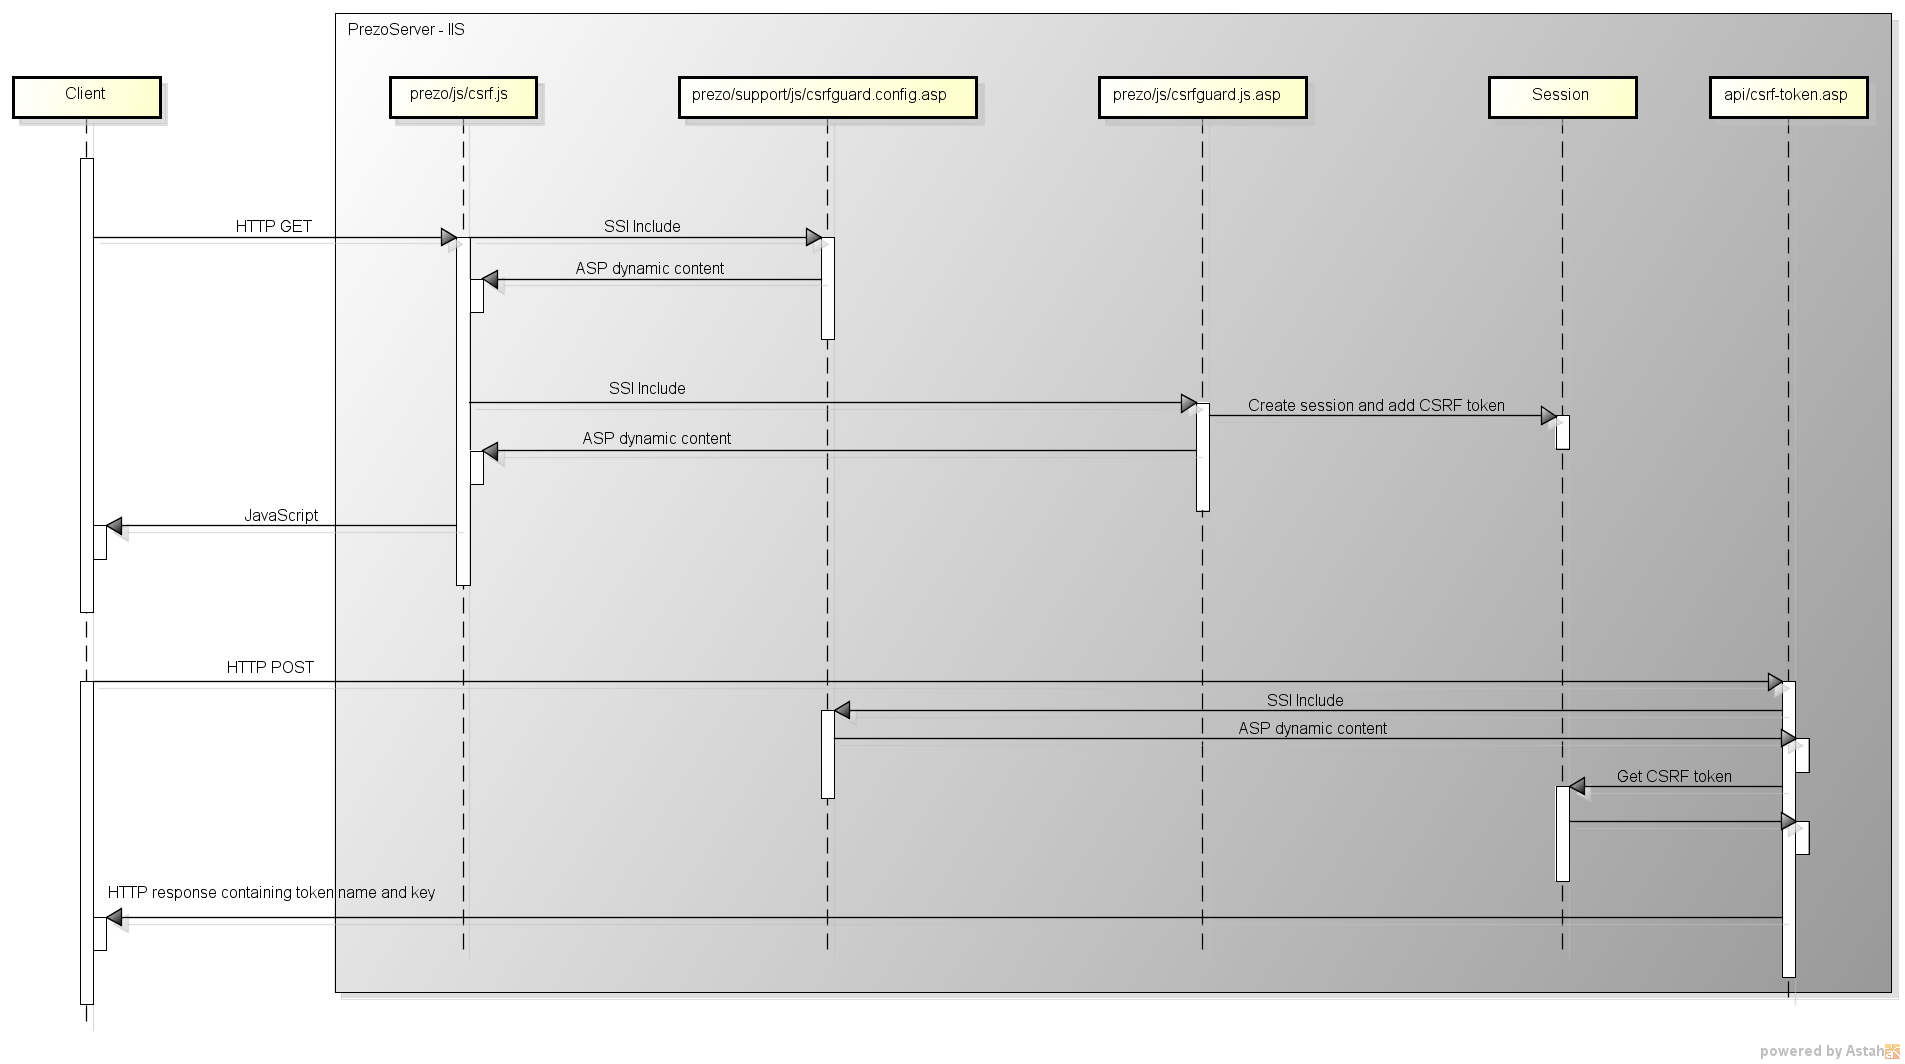 PrezoServer - IIS
Client
prezo/js/csrf.js
prezo/support/js/csrfguard.config.asp
prezo/js/csrfguard.js.asp
Session
api/csrf-token.asp
HTTP GET
SSI Include
ASP dynamic content
SSI Include
Create session and add CSRF token
ASP dynamic content
JavaScript
HTTP POST
SSI Include
ASP dynamic content
Get CSRF token
HTTP response containing token name and key
powered by Astah